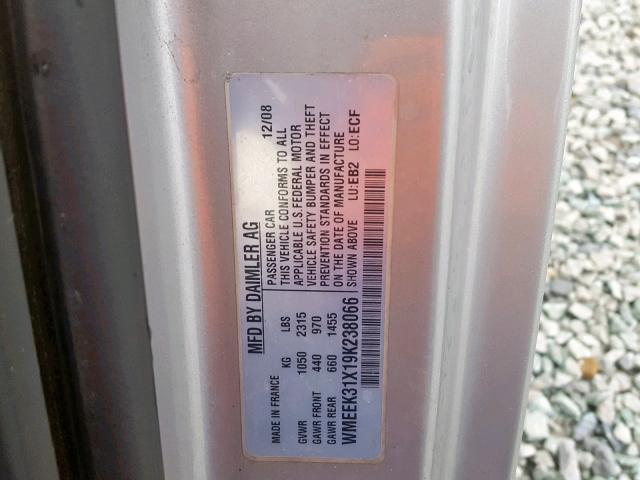 MFD BY DAIMLER AG
PASSENGER CAR 12/08
THIS VEHICLE CONFORMS TO ALL
APPLICABLE U.S. FEDERAL MOTOR
VEHICLE SAFETY BUMPER AND THEFT
PREVENTION STANDARDS IN EFFECT
ON THE DATE OF MANUFACTURE
SHOWN ABOVE LU:EB2 LO:ECF
MADE IN FRANCE KG LBS
GVWR 1050 2315
GAWR FRONT 440 970
GAWR REAR 660 1455
WMEEK31X19K238066